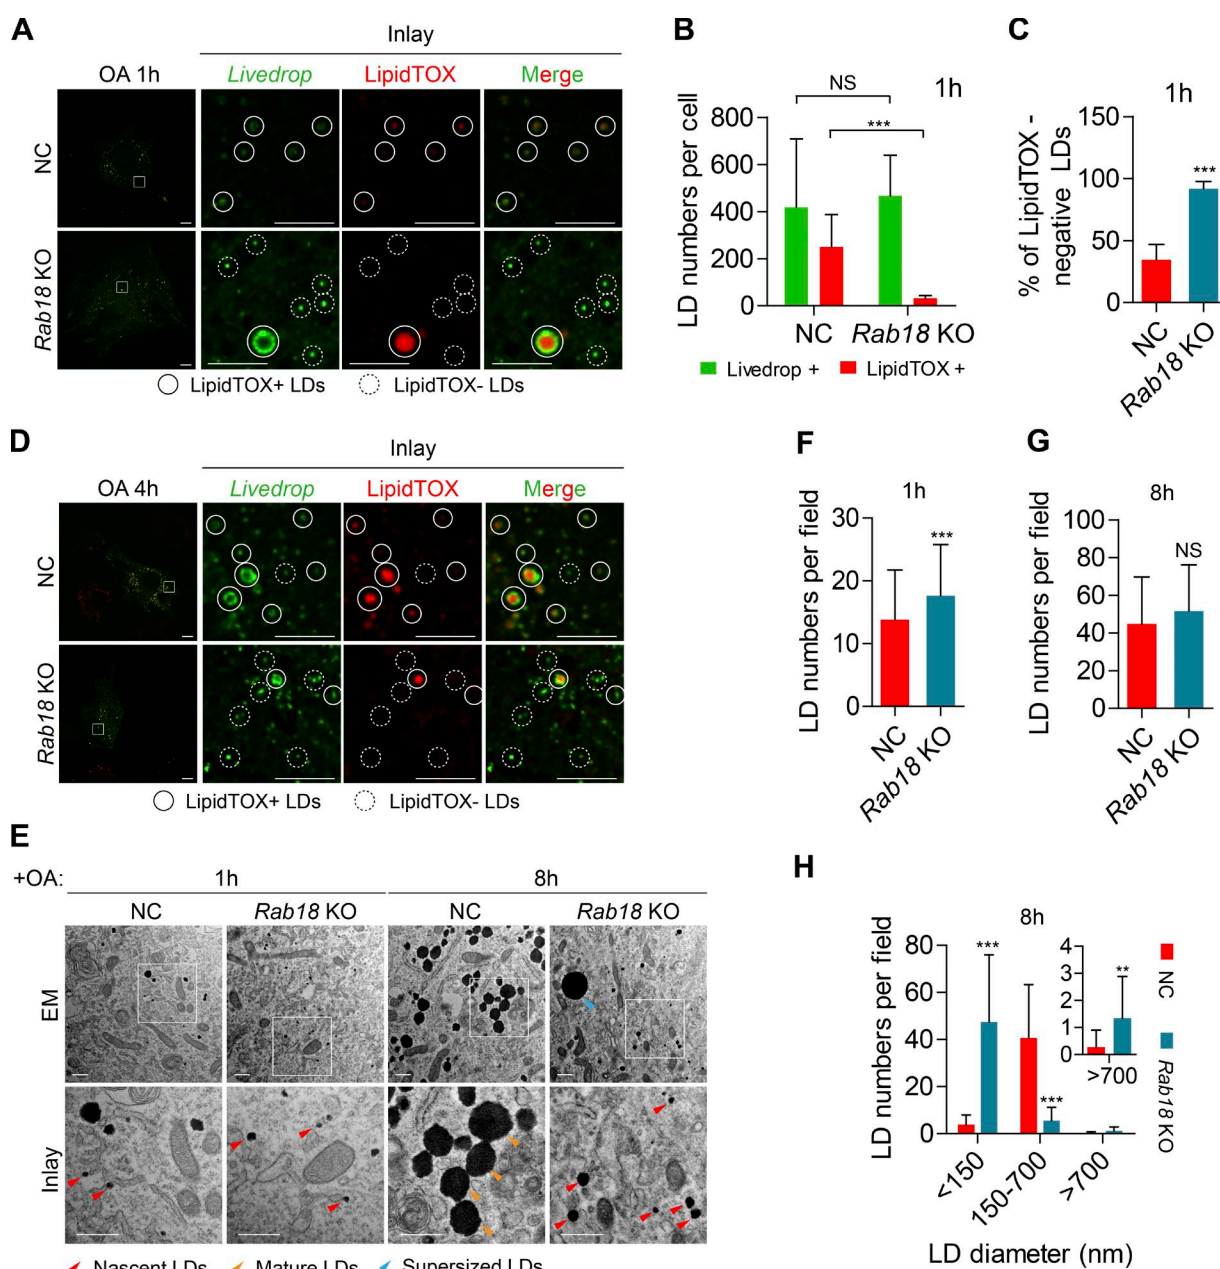 A
Inlay
OA 1h
Livedrop
LipidTOX
Merge
NC
Rab18 KO
LipidTOX+ LDs
LipidTOX- LDs
B
1h
NS
***
LD numbers per cell
800
600
400
200
0
NC
Rab18 KO
Livedrop +
LipidTOX +
C
1h
% of LipidTOX -
negative LDs
150
100
50
0
***
NC
Rab18 KO
D
Inlay
OA 4h
Livedrop
LipidTOX
Merge
NC
Rab18 KO
LipidTOX+ LDs
LipidTOX- LDs
E
+OA:
1h
8h
NC
Rab18 KO
NC
Rab18 KO
EM
Inlay
Nascent LDs
Mature LDs
Supersized LDs
F
1h
LD numbers per field
30
20
10
0
***
NC
Rab18 KO
G
8h
LD numbers per field
100
80
60
40
20
0
NS
NC
Rab18 KO
H
8h
LD numbers per field
80
60
40
20
0
***
***
4
3
2
1
0
**
>700
NC
Rab18 KO
<150
150-700
>700
LD diameter (nm)